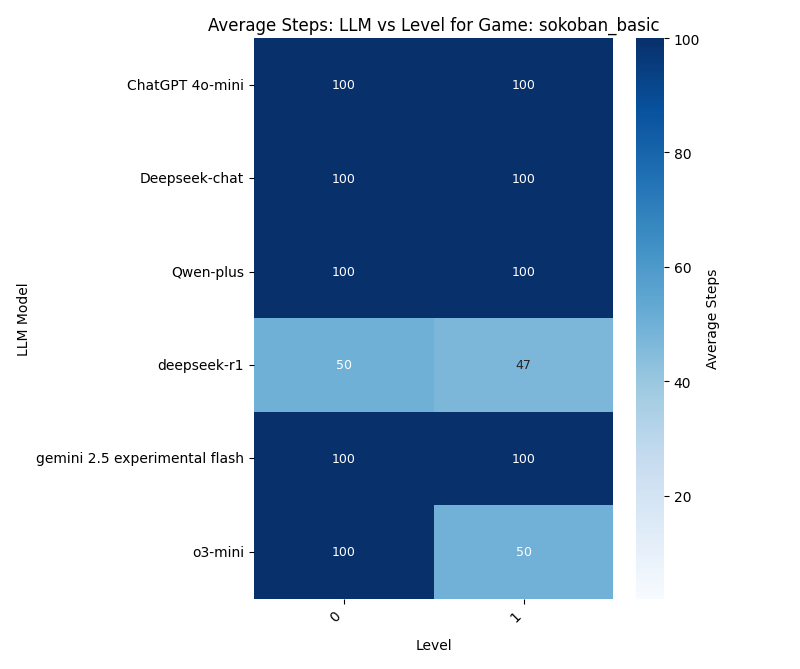 Average Steps: LLM vs Level for Game: sokoban_basic
LLM Model
ChatGPT 4o-mini 100 100
Deepseek-chat 100 100
Qwen-plus 100 100
deepseek-r1 50 47
gemini 2.5 experimental flash 100 100
o3-mini 100 50
0 1
Level
100
80
60
40
20
Average Steps